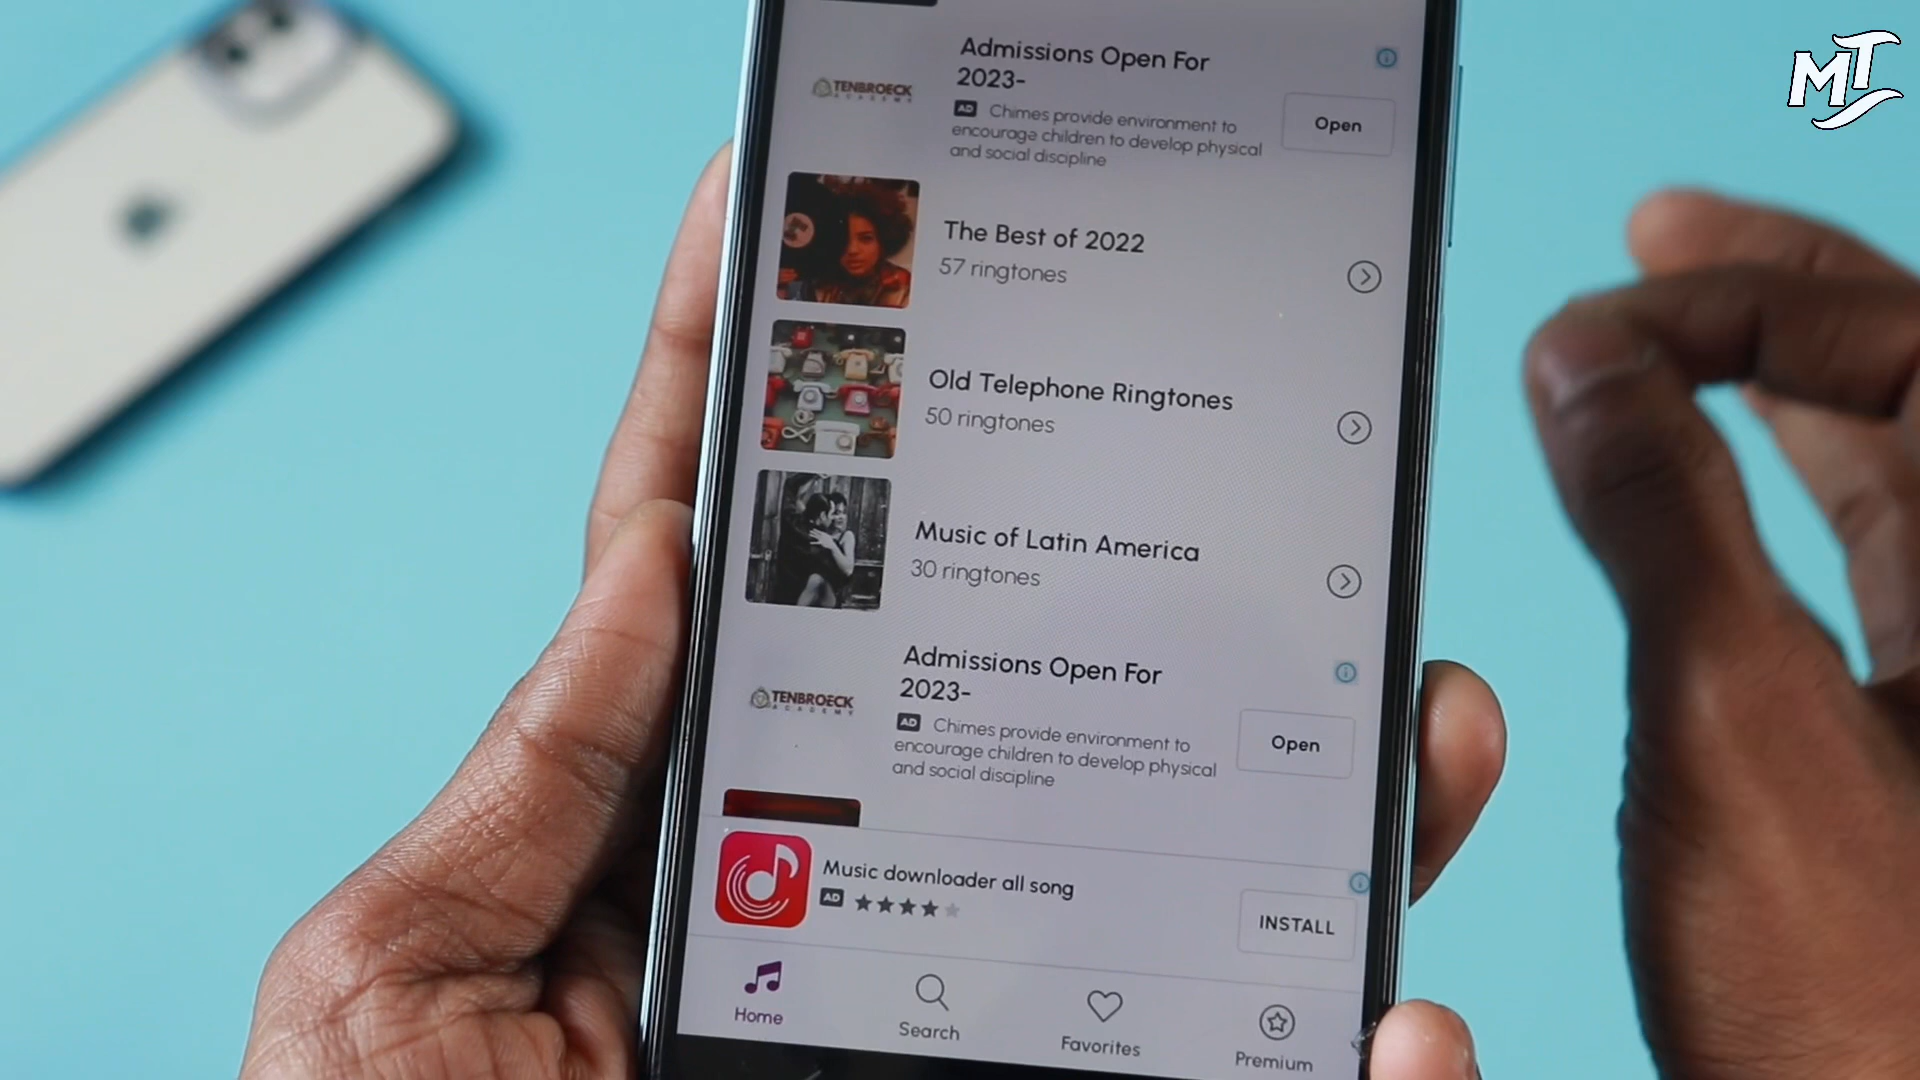 MT
Admissions Open For
2023-
TENBROECK
ACADEMY
AD Chimes provide environment to
encourage children to develop physical
and social discipline
Open
The Best of 2022
57 ringtones
Old Telephone Ringtones
50 ringtones
Music of Latin America
30 ringtones
Admissions Open For
2023-
TENBROECK
ACADEMY
AD Chimes provide environment to
encourage children to develop physical
and social discipline
Open
Music downloader all song
AD
INSTALL
Home
Search
Favorites
Premium